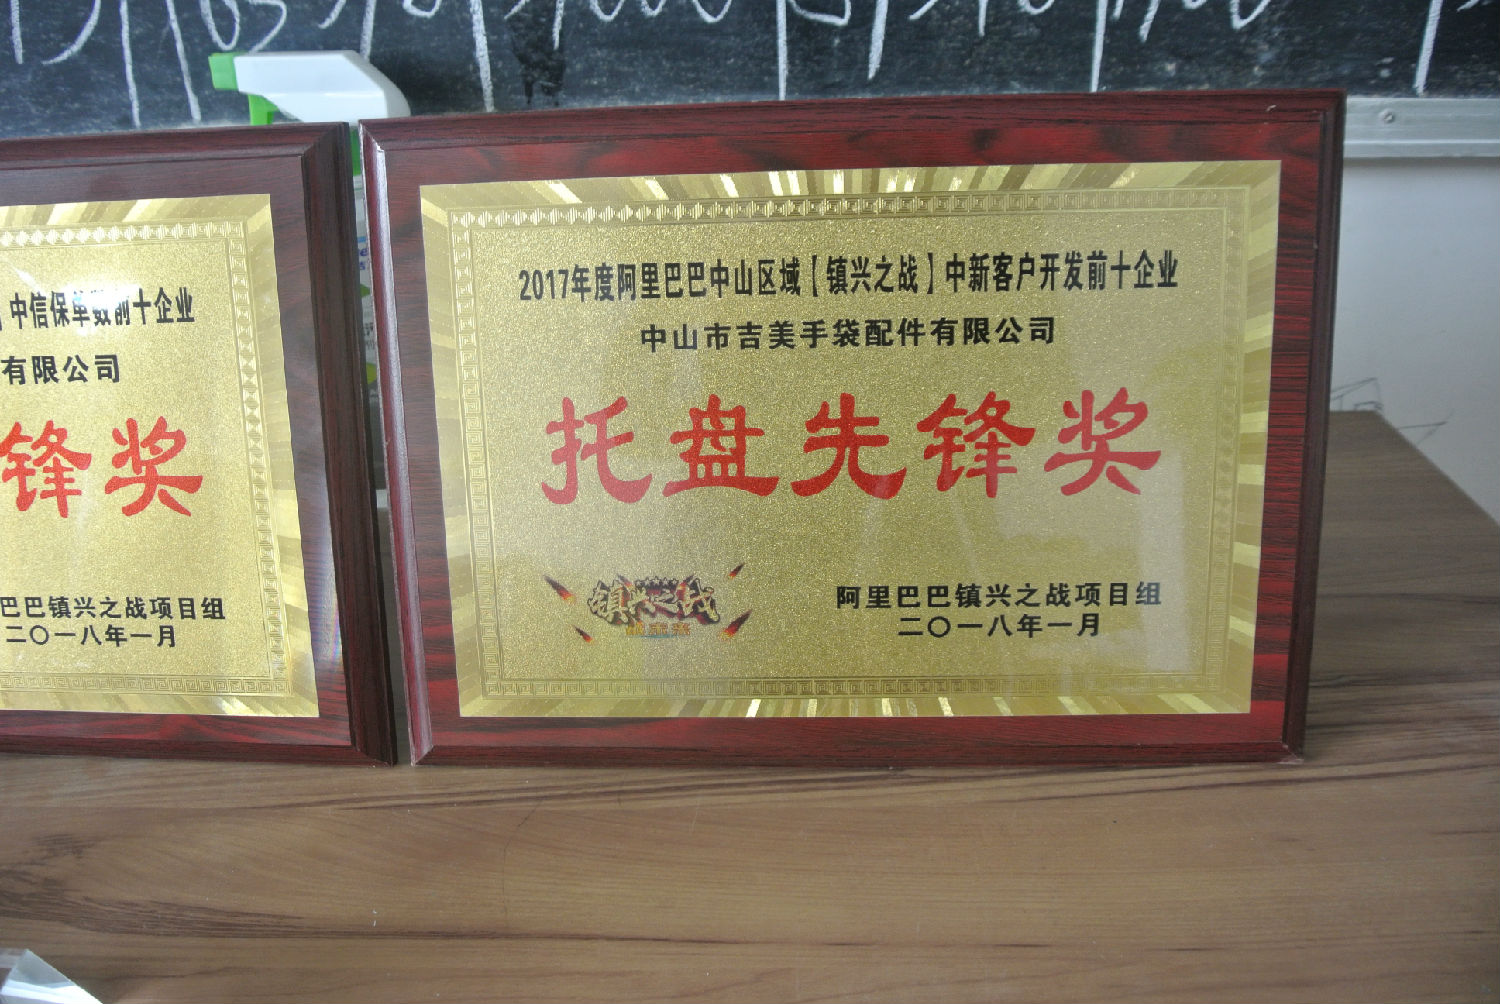 中信保单数前十企业
有限公司
锋奖
巴巴镇兴之战项目组
二〇一八年一月
2017年度阿里巴巴中山区域【镇兴之战】中新客户开发前十企业
中山市吉美手袋配件有限公司
托盘先锋奖
镇兴之战
阿里巴巴镇兴之战项目组
二〇一八年一月